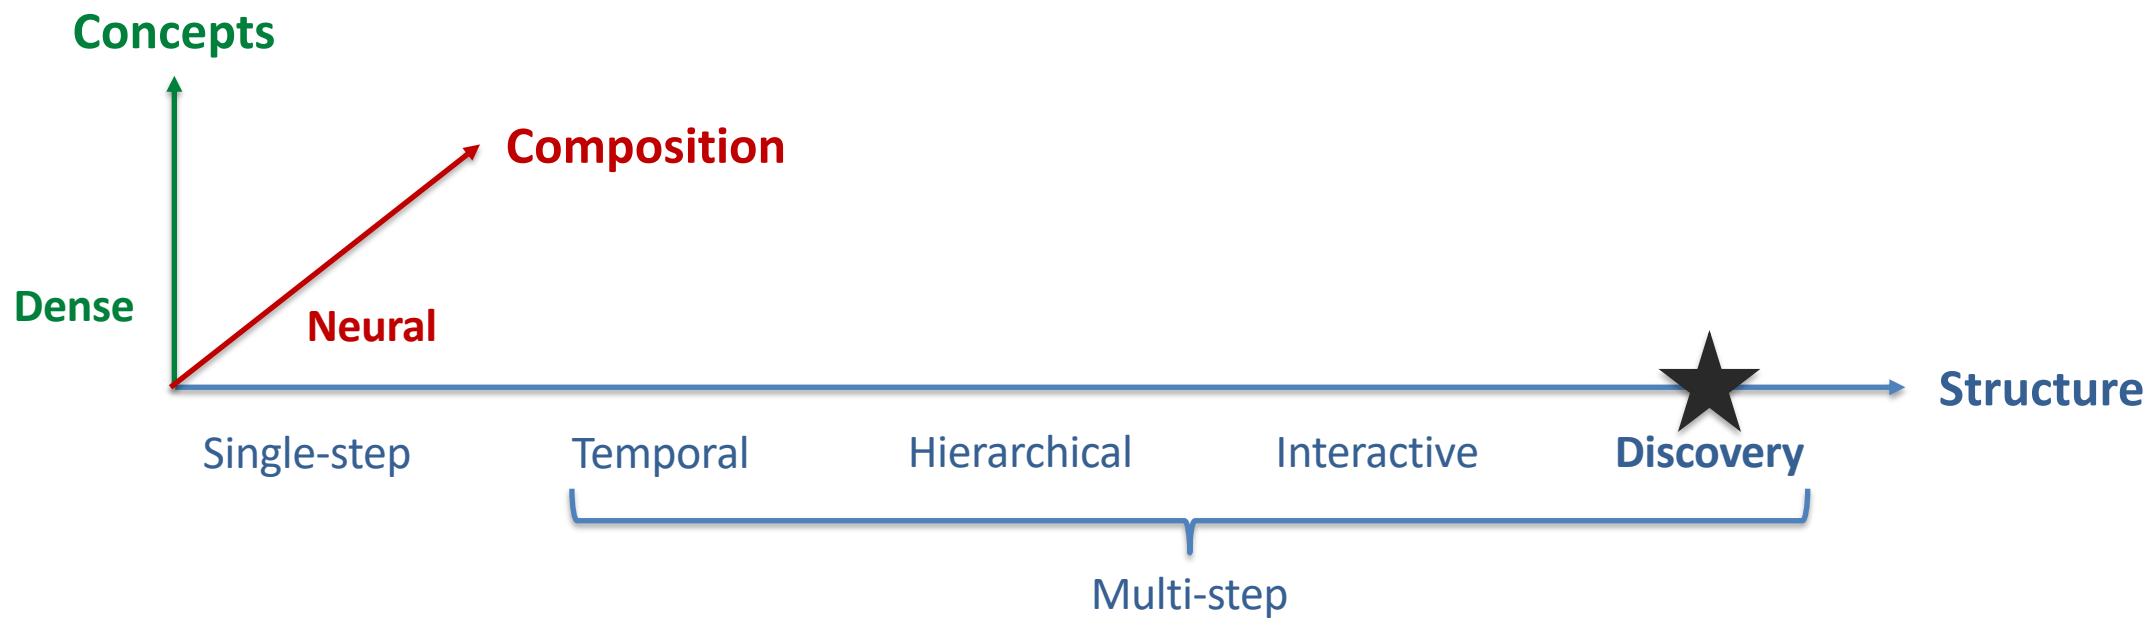 Concepts
Composition
Dense
Neural
Structure
Single-step
Temporal
Hierarchical
Interactive
Discovery
Multi-step